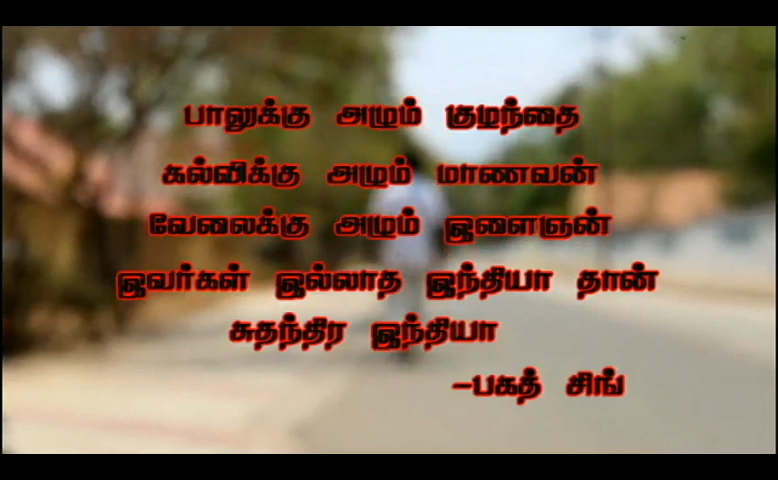 பாலுக்கு அழும் குழந்தை
கல்விக்கு அழும் மாணவன்
வேலைக்கு அழும் இளைஞன்
இவர்கள் இல்லாத இந்தியா தான்
சுதந்திர இந்தியா
-பகத் சிங்